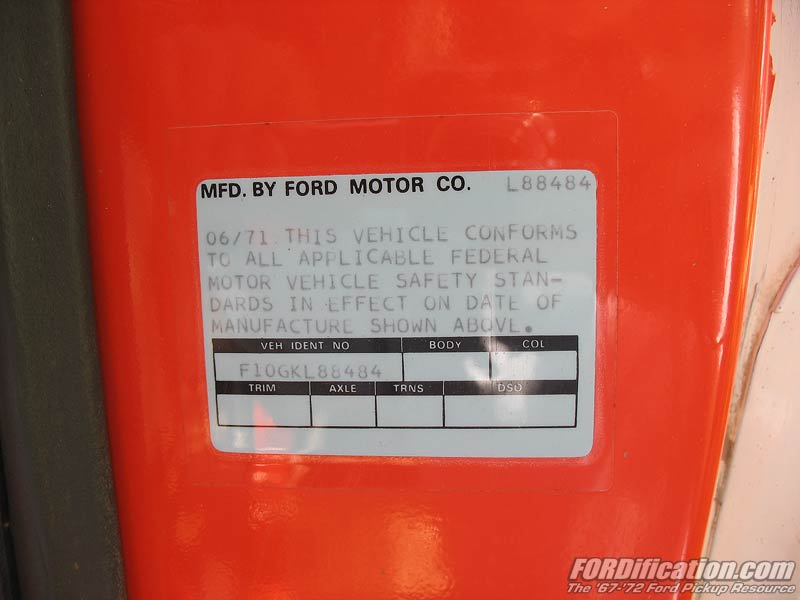 MFD. BY FORD MOTOR CO. L88484
06/71 THIS VEHICLE CONFORMS
TO ALL APPLICABLE FEDERAL
MOTOR VEHICLE SAFETY STAN-
DARDS IN EFFECT ON DATE OF
MANUFACTURE SHOWN ABOVE.
VEH IDENT NO BODY COL
F10GKL88484
TRIM AXLE TRNS DSO
FORDification.com
The '67-'72 Ford Pickup Resource